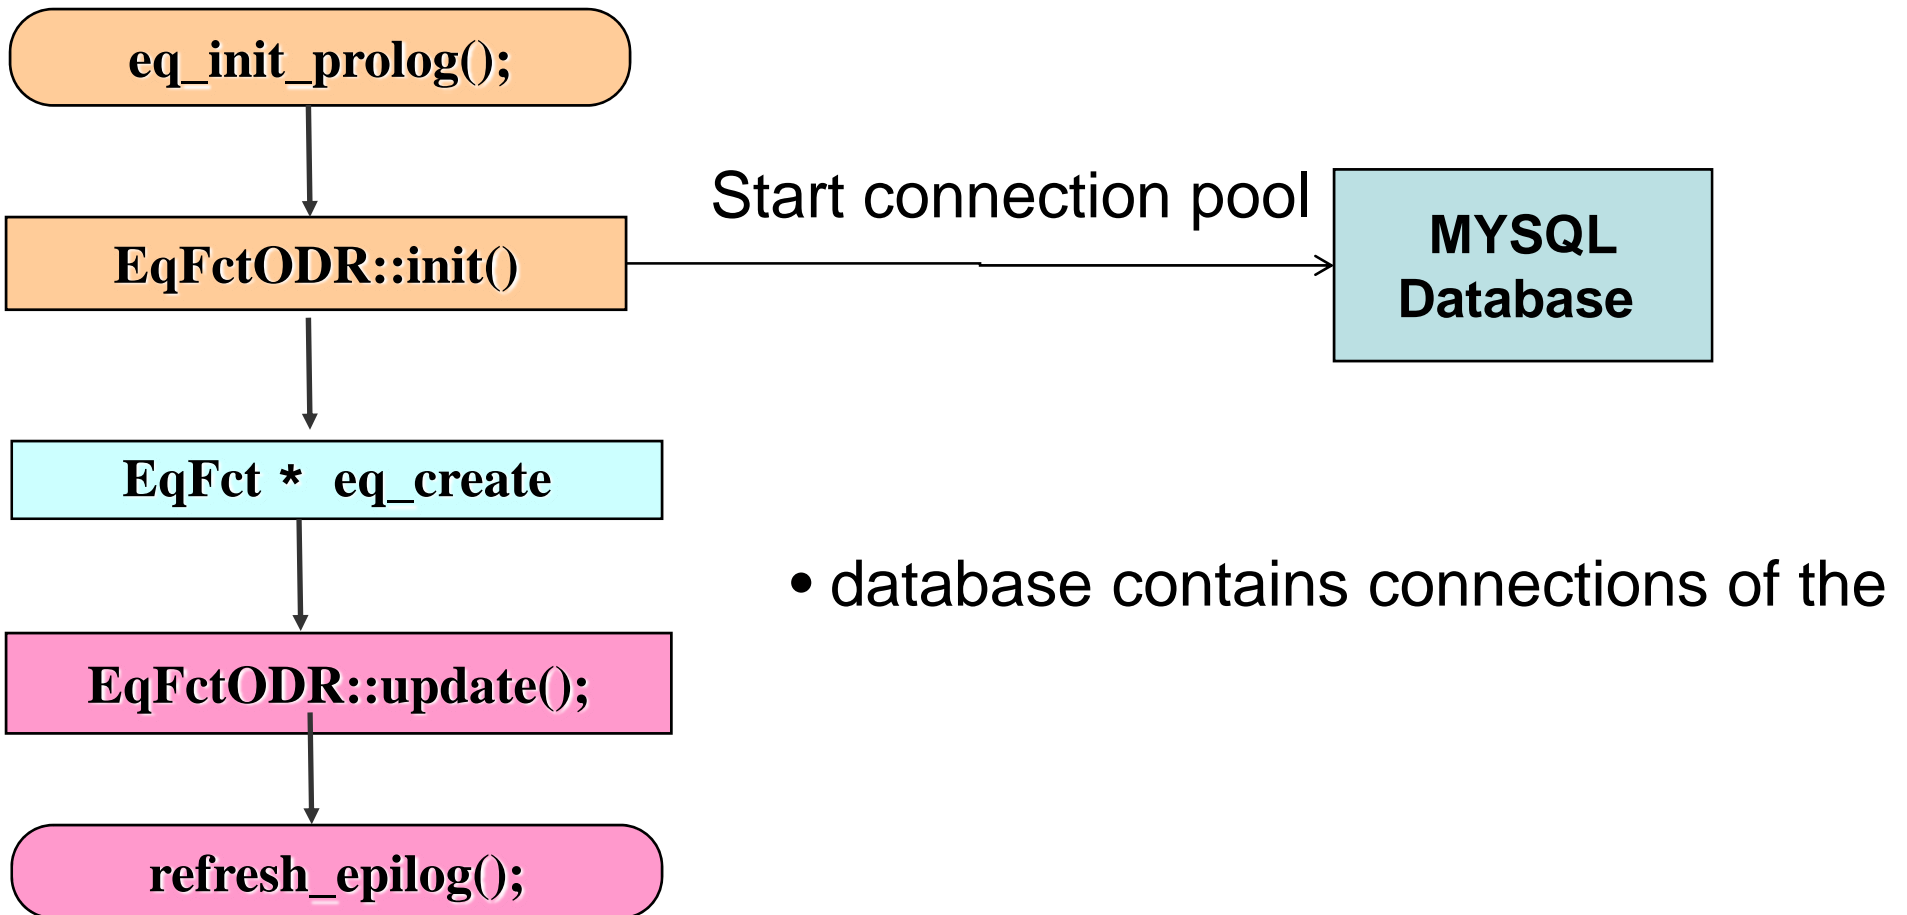 eq_init_prolog();
Start connection pool
MYSQL
Database
EqFctODR::init()
EqFct * eq_create
• database contains connections of the
EqFctODR::update();
refresh_epilog();